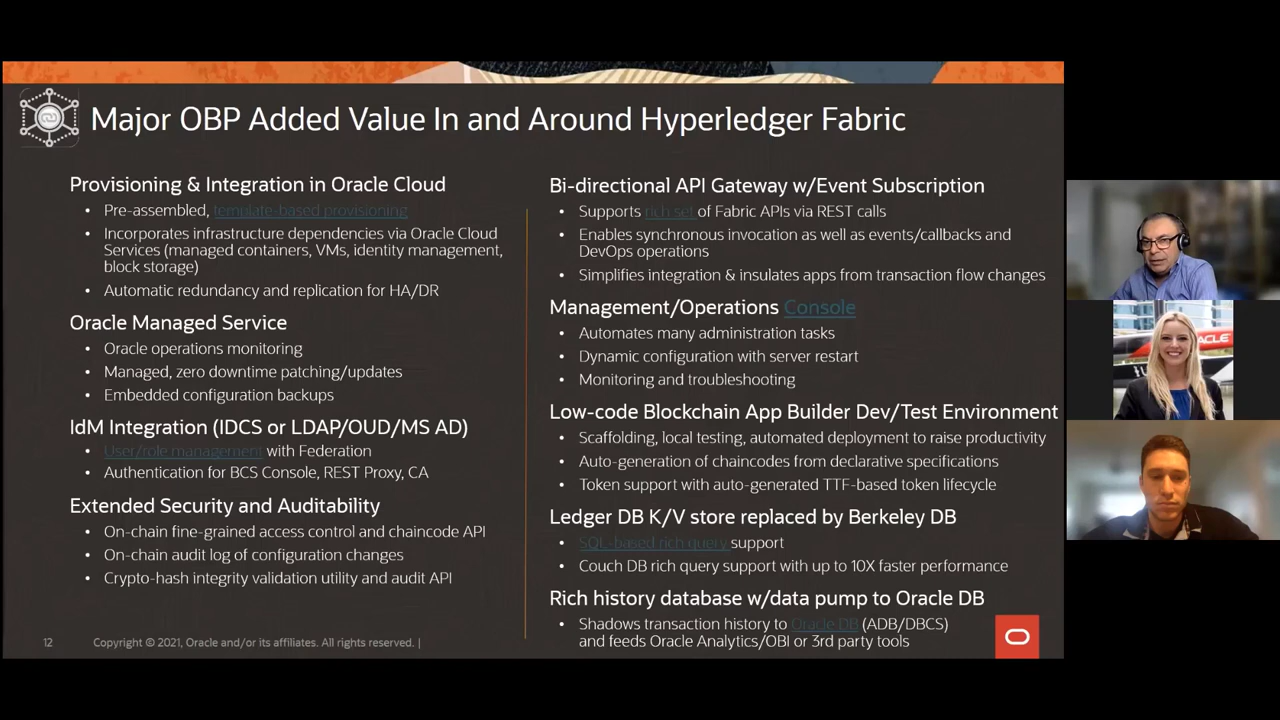 Major OBP Added Value In and Around Hyperledger Fabric
Provisioning & Integration in Oracle Cloud
• Pre-assembled, template-based provisioning
• Incorporates infrastructure dependencies via Oracle Cloud
Services (managed containers, VMs, identity management,
block storage)
• Automatic redundancy and replication for HA/DR
Oracle Managed Service
• Oracle operations monitoring
• Managed, zero downtime patching/updates
• Embedded configuration backups
IdM Integration (IDCS or LDAP/OUD/MS AD)
• User/role management with Federation
• Authentication for BCS Console, REST Proxy, CA
Extended Security and Auditability
• On-chain fine-grained access control and chaincode API
• On-chain audit log of configuration changes
• Crypto-hash integrity validation utility and audit API
Bi-directional API Gateway w/Event Subscription
• Supports rich set of Fabric APIs via REST calls
• Enables synchronous invocation as well as events/callbacks and
DevOps operations
• Simplifies integration & insulates apps from transaction flow changes
Management/Operations Console
• Automates many administration tasks
• Dynamic configuration with server restart
• Monitoring and troubleshooting
Low-code Blockchain App Builder Dev/Test Environment
• Scaffolding, local testing, automated deployment to raise productivity
• Auto-generation of chaincodes from declarative specifications
• Token support with auto-generated TTF-based token lifecycle
Ledger DB K/V store replaced by Berkeley DB
• SQL-based rich query support
• Couch DB rich query support with up to 10X faster performance
Rich history database w/data pump to Oracle DB
• Shadows transaction history to Oracle DB (ADB/DBCS)
and feeds Oracle Analytics/OBI or 3rd party tools
12 Copyright © 2021, Oracle and/or its affiliates. All rights reserved. |